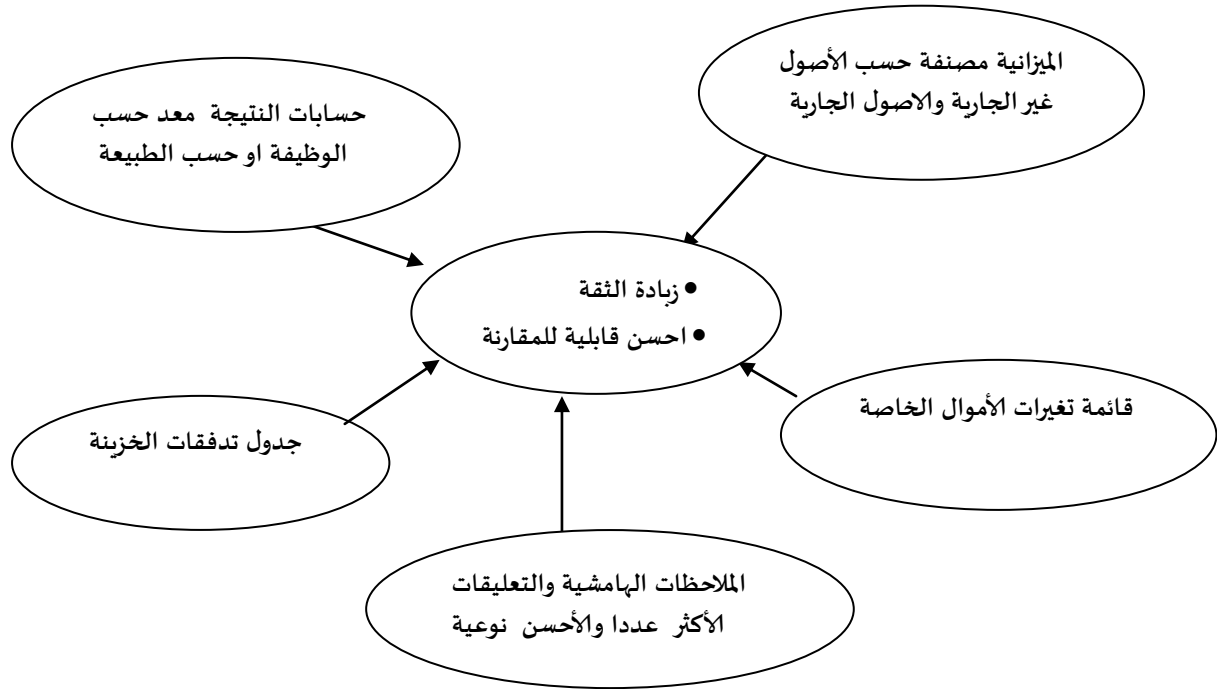 الميزانية مصنفة حسب الأصول
غير الجارية والاصول الجارية
حسابات النتيجة معد حسب
الوظيفة او حسب الطبيعة
• زيادة الثقة
• احسن قابلية للمقارنة
قائمة تغيرات الأموال الخاصة
جدول تدفقات الخزينة
الملاحظات الهامشية والتعليقات
الأكثر عددا والأحسن نوعية